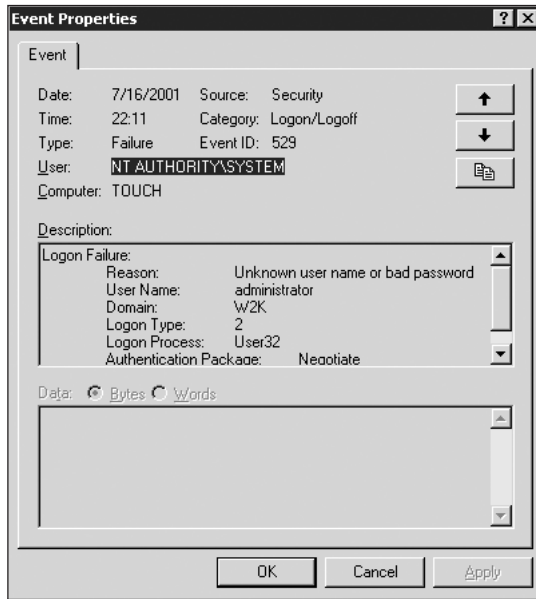 Event Properties
Event
Date: 7/16/2001 Source: Security
Time: 22:11 Category: Logon/Logoff
Type: Failure Event ID: 529
User: NT AUTHORITY\SYSTEM
Computer: TOUCH
Description:
Logon Failure:
Reason: Unknown user name or bad password
User Name: administrator
Domain: W2K
Logon Type: 2
Logon Process: User32
Authentication Package: Negotiate
Data: Bytes Words
OK Cancel Apply